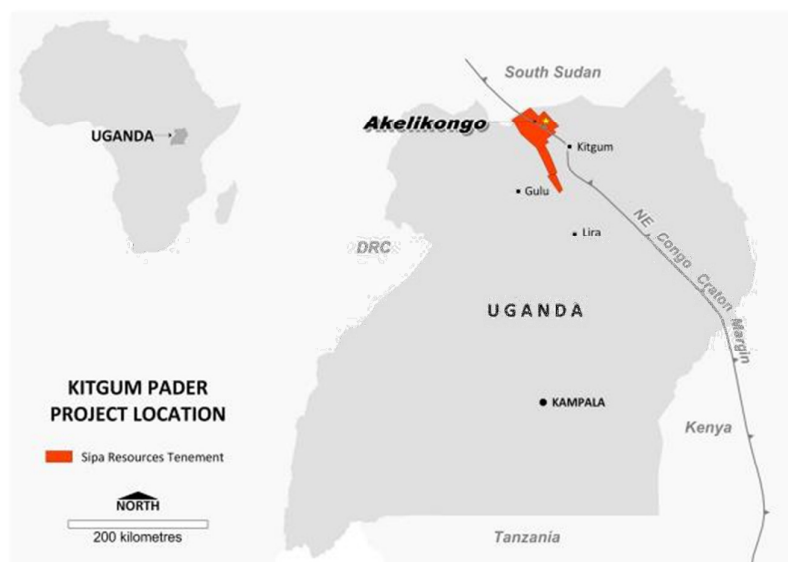 South Sudan
Akelikongo
UGANDA
Kitgum
Gulu
NE Congo Craton Margin
Lira
DRC
UGANDA
KITGUM PADER
PROJECT LOCATION
KAMPALA
Kenya
Sipa Resources Tenement
NORTH
200 kilometres
Tanzania